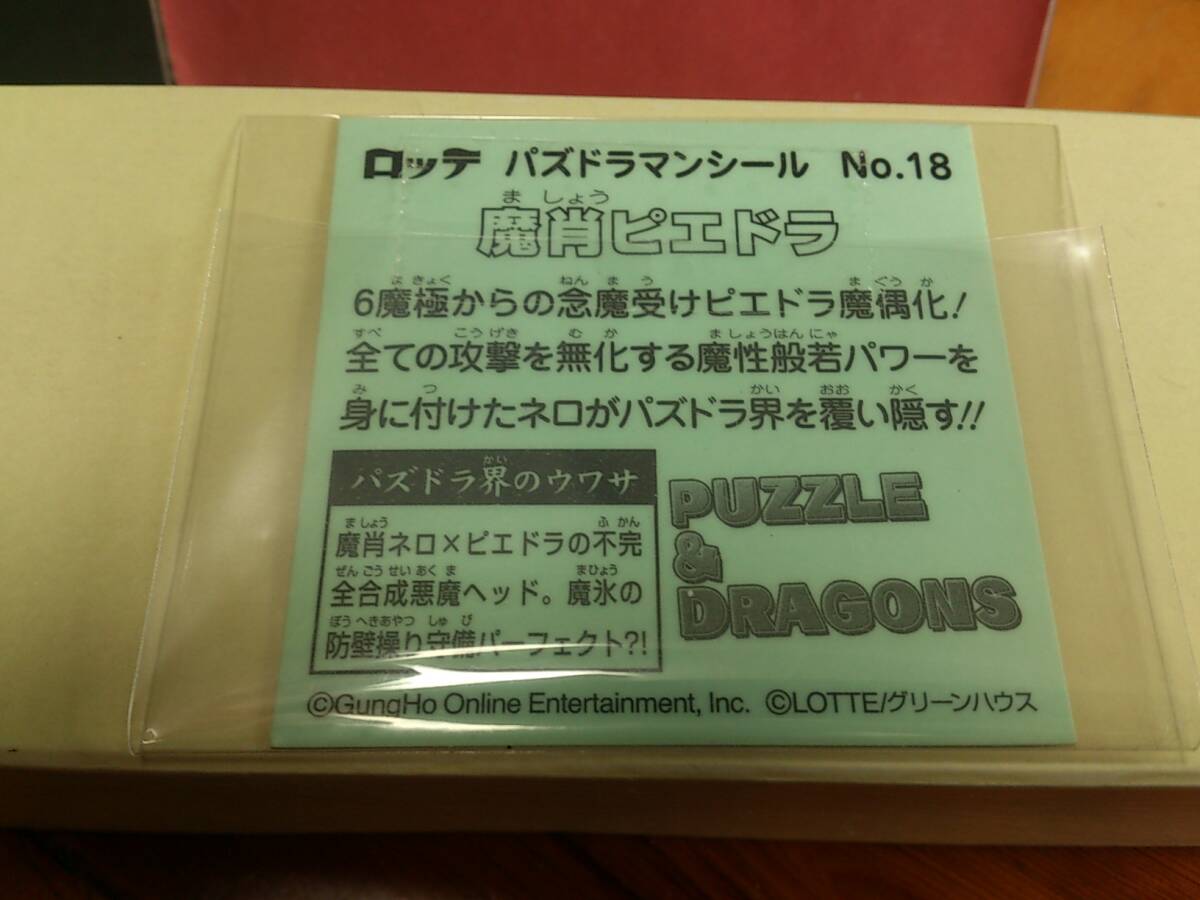 ロッテ パズドラマンシール No.18
ま しょう
魔肖ピエドラ
ま きょく ねん ま う ま ぐう か
6魔極からの念魔受けピエドラ魔偶化!
すべ こう げき む か ま しょう はん にゃ
全ての攻撃を無化する魔性般若パワーを
み つ かい おお かく
身に付けたネロがパズドラ界を覆い隠す!!
かい
パズドラ界のウワサ
ま しょう ふ かん
魔肖ネロ×ピエドラの不完
ぜん ごう せい あく ま まひょう
全合成悪魔ヘッド。魔氷の
ぼう へき あやつ しゅ び
防壁操り守備パーフェクト?!
PUZZLE
&
DRAGONS
©GungHo Online Entertainment, Inc. ©LOTTE/グリーンハウス